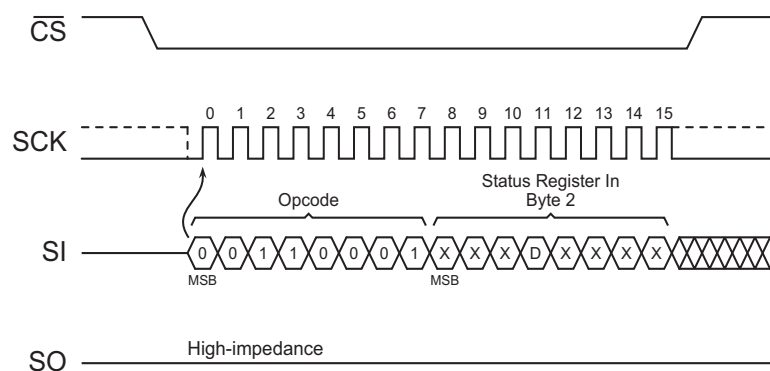 CS
0 1 2 3 4 5 6 7 8 9 10 11 12 13 14 15
SCK
Status Register In
Opcode Byte 2
SI 0 0 1 1 0 0 0 1 X X X D X X X X
MSB MSB
High-impedance
SO